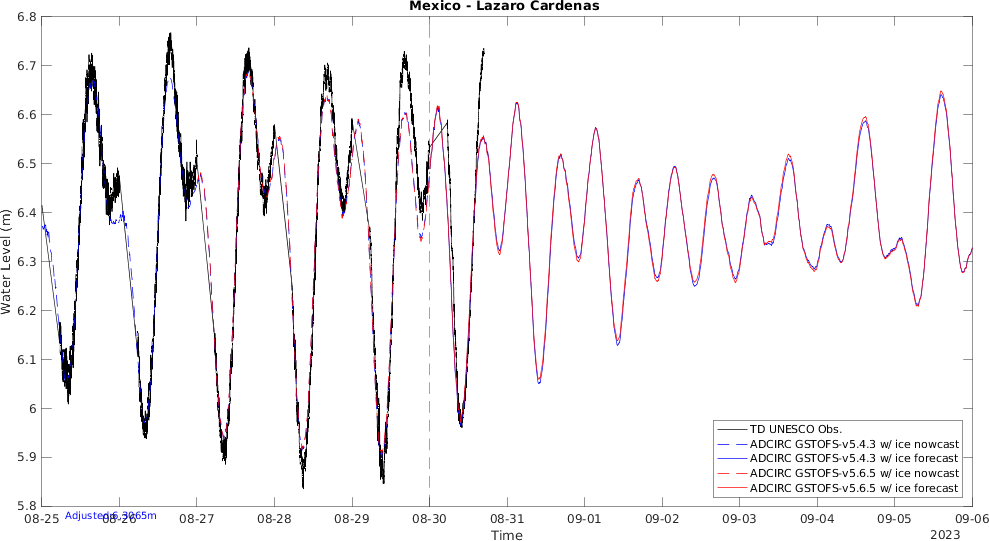 Mexico - Lazaro Cardenas
6.8
6.7
6.6
6.5
6.4
6.3
6.2
6.1
6
5.9
5.8
Water Level (m)
TD UNESCO Obs.
ADCIRC GSTOFS-v5.4.3 w/ ice nowcast
ADCIRC GSTOFS-v5.4.3 w/ ice forecast
ADCIRC GSTOFS-v5.6.5 w/ ice nowcast
ADCIRC GSTOFS-v5.6.5 w/ ice forecast
08-25 08-26 08-27 08-28 08-29 08-30 08-31 09-01 09-02 09-03 09-04 09-05 09-06
Adjusted 6.3065m
Time
2023